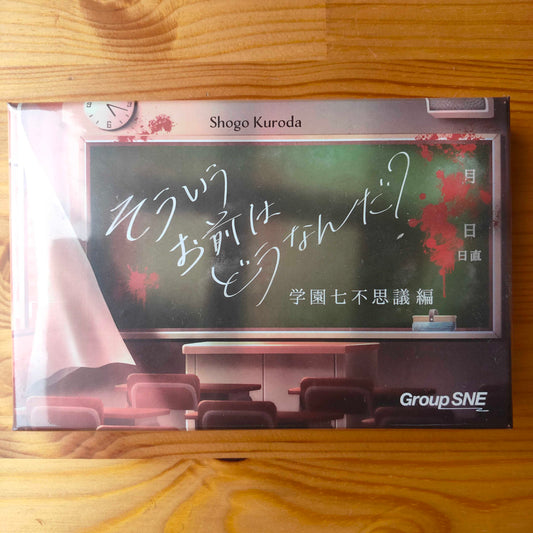 Shogo Kuroda
そういう
お前は
どうなんだ?
学園七不思議編
月
日
日直
Group SNE